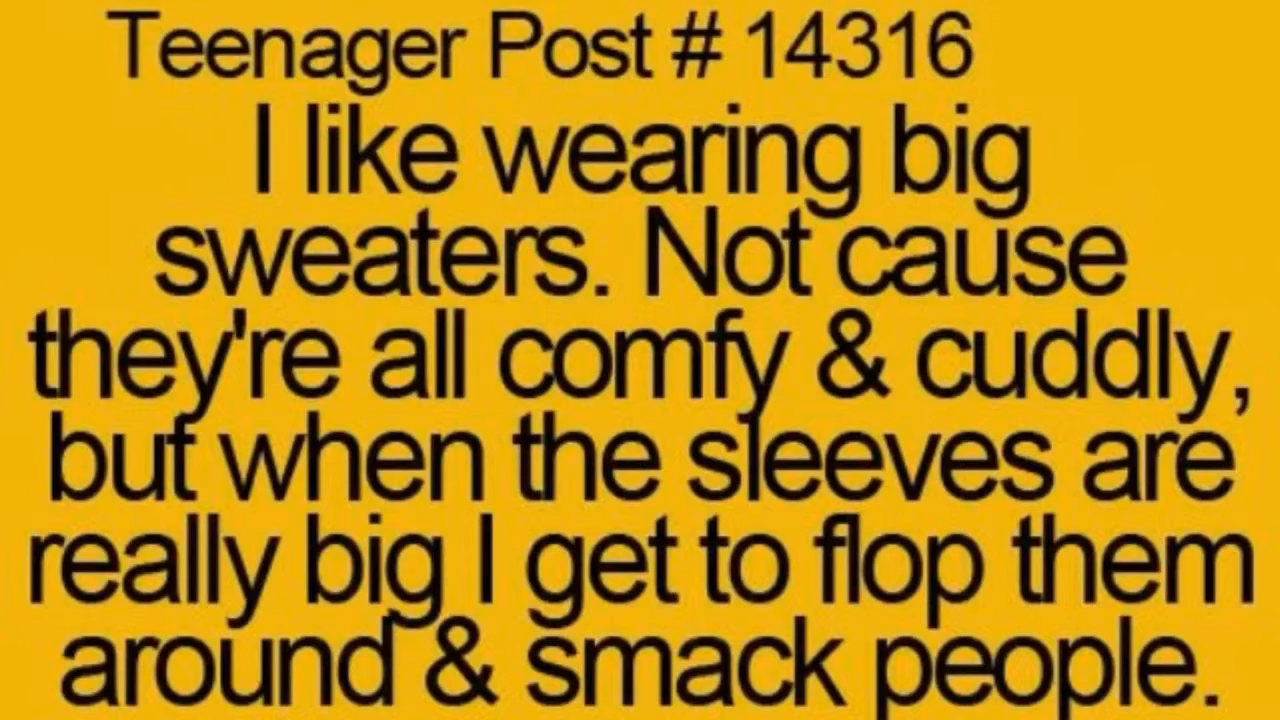 Teenager Post # 14316
I like wearing big
sweaters. Not cause
they're all comfy & cuddly,
but when the sleeves are
really big I get to flop them
around & smack people.